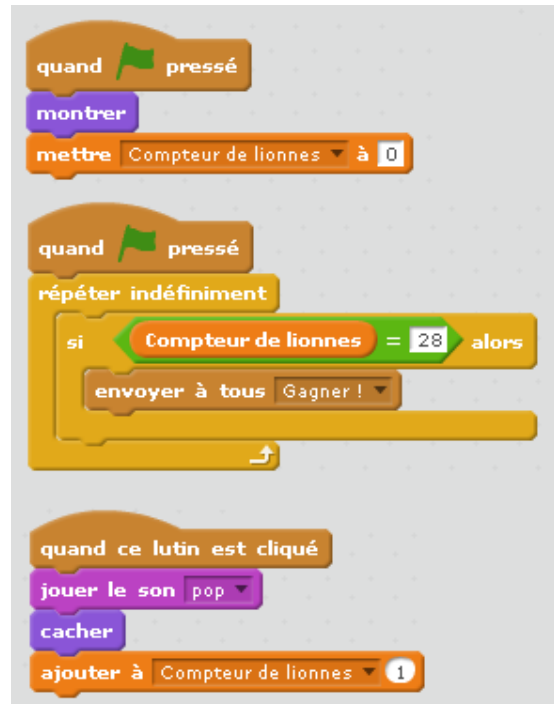 quand pressé
montrer
mettre Compteur de lionnes à 0
quand pressé
répéter indéfiniment
si Compteur de lionnes = 28 alors
envoyer à tous Gagner !
quand ce lutin est cliqué
jouer le son pop
cacher
ajouter à Compteur de lionnes 1